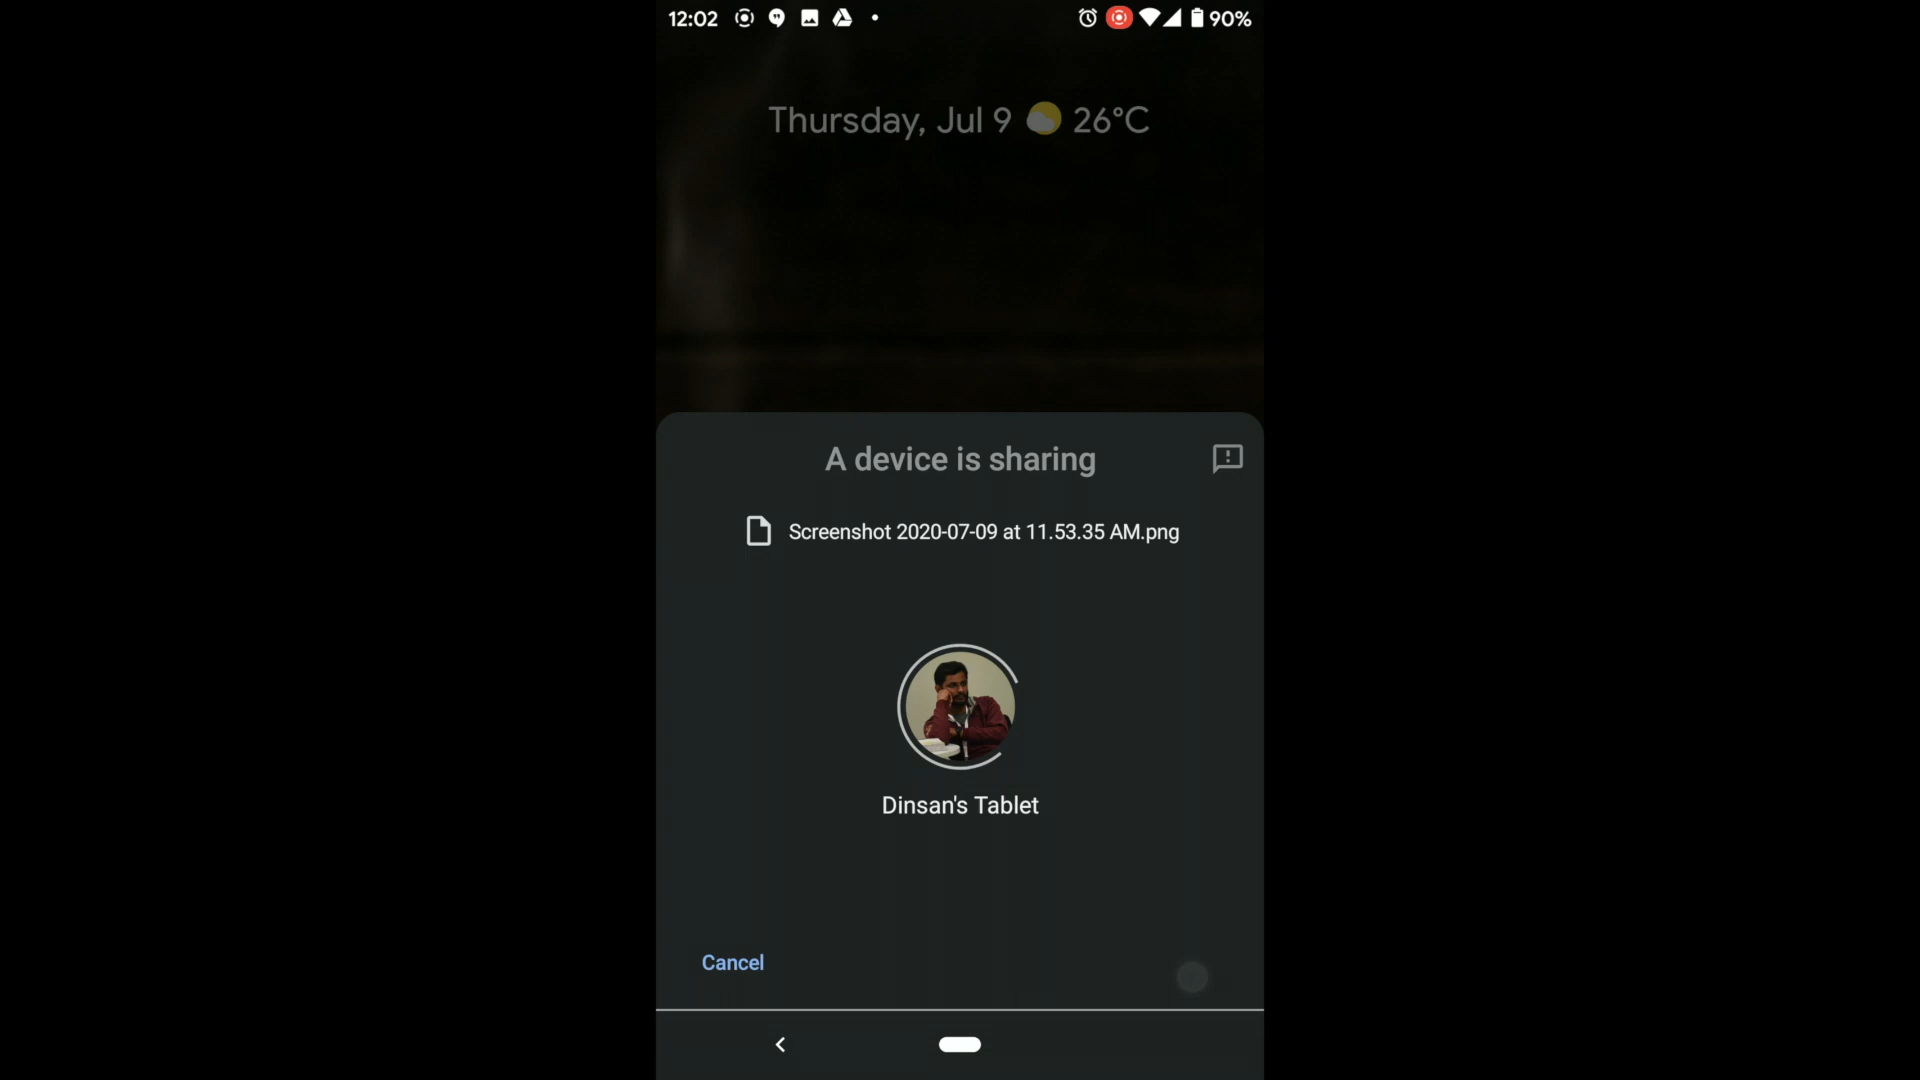 12:02
90%
Thursday, Jul 9 26°C
A device is sharing
Screenshot 2020-07-09 at 11.53.35 AM.png
Dinsan's Tablet
Cancel